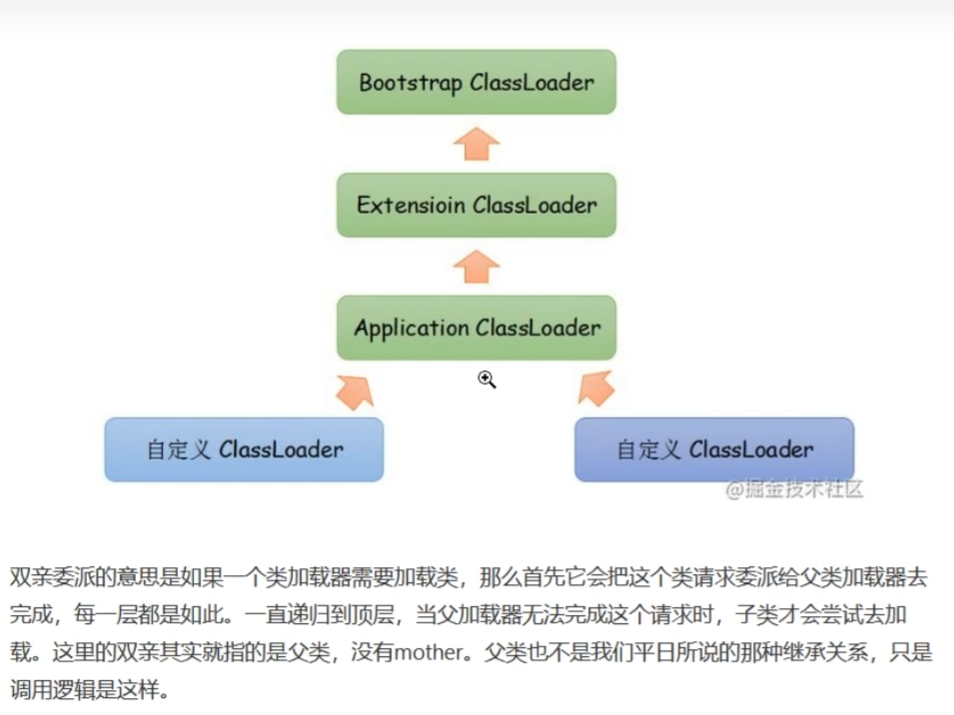 Bootstrap ClassLoader
Extensioin ClassLoader
Application ClassLoader
自定义 ClassLoader
自定义 ClassLoader
@掘金技术社区
双亲委派的意思是如果一个类加载器需要加载类，那么首先它会把这个类请求委派给父类加载器去
完成，每一层都是如此。一直递归到顶层，当父加载器无法完成这个请求时，子类才会尝试去加
载。这里的双亲其实就指的是父类，没有mother。父类也不是我们平日所说的那种继承关系，只是
调用逻辑是这样。